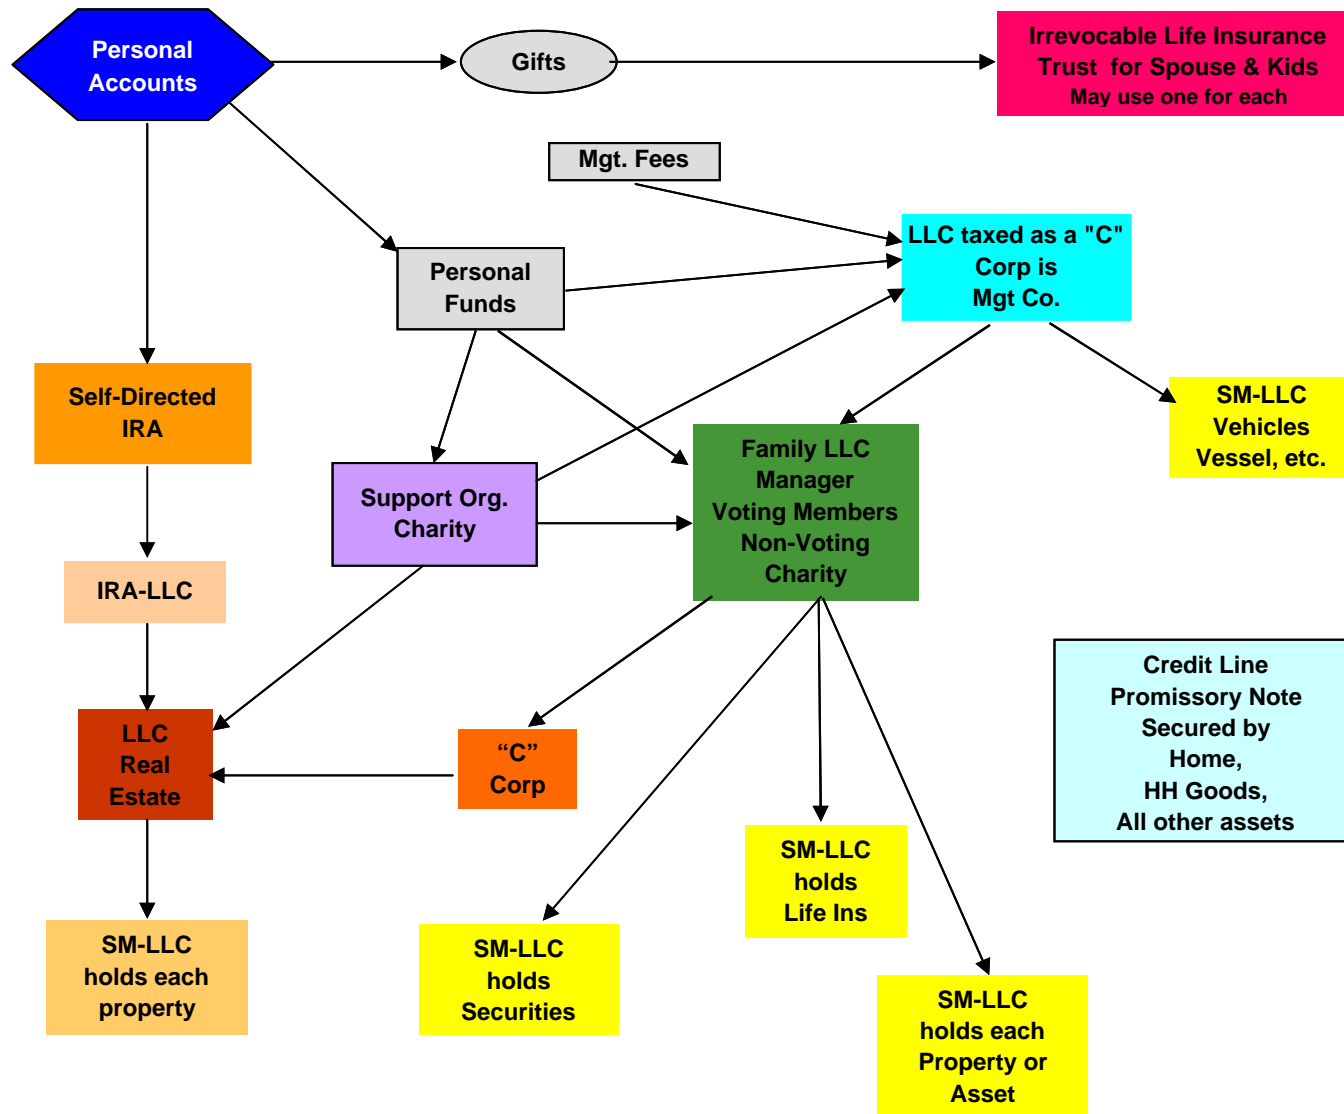 Personal
Accounts
Gifts
Irrevocable Life Insurance
Trust for Spouse & Kids
May use one for each
Mgt. Fees
LLC taxed as a "C"
Corp is
Mgt Co.
Personal
Funds
Self-Directed
IRA
SM-LLC
Vehicles
Vessel, etc.
Family LLC
Manager
Voting Members
Non-Voting
Charity
Support Org.
Charity
IRA-LLC
Credit Line
Promissory Note
Secured by
Home,
HH Goods,
All other assets
LLC
Real
Estate
“C”
Corp
SM-LLC
holds
Life Ins
SM-LLC
holds each
property
SM-LLC
holds
Securities
SM-LLC
holds each
Property or
Asset